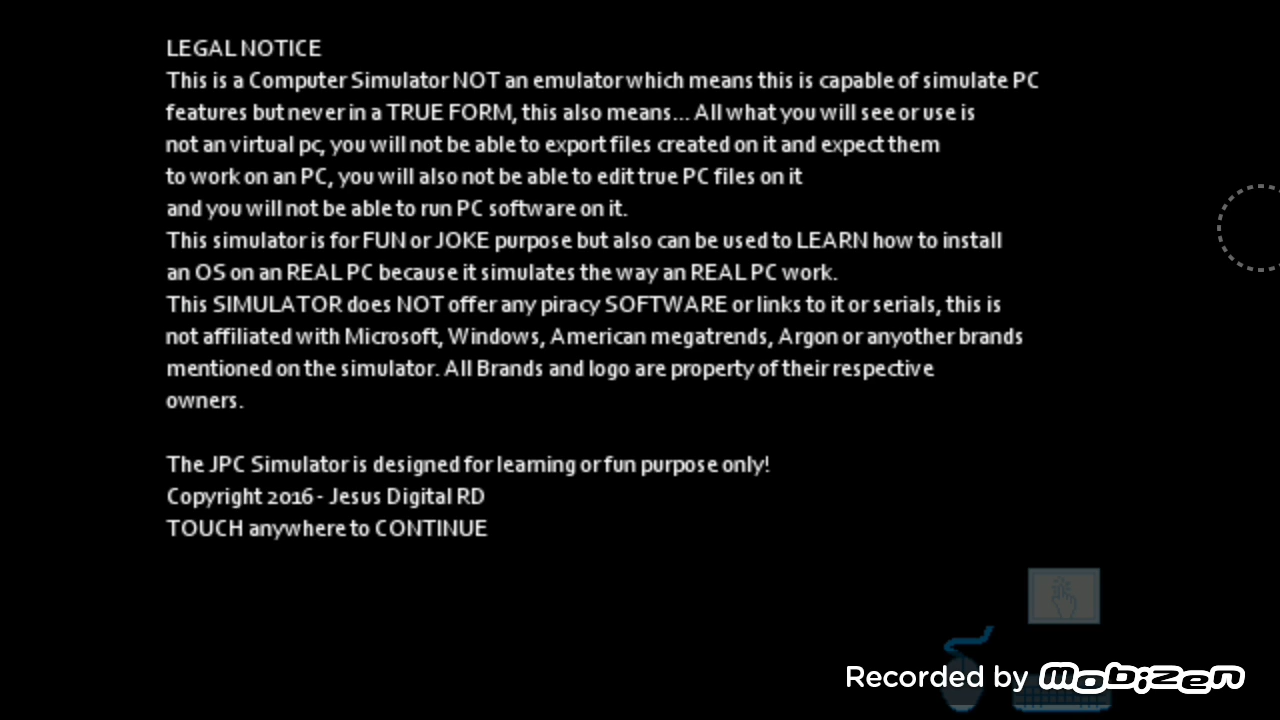 LEGAL NOTICE
This is a Computer Simulator NOT an emulator which means this is capable of simulate PC
features but never in a TRUE FORM, this also means... All what you will see or use is
not an virtual pc, you will not be able to export files created on it and expect them
to work on an PC, you will also not be able to edit true PC files on it
and you will not be able to run PC software on it.
This simulator is for FUN or JOKE purpose but also can be used to LEARN how to install
an OS on an REAL PC because it simulates the way an REAL PC work.
This SIMULATOR does NOT offer any piracy SOFTWARE or links to it or serials, this is
not affiliated with Microsoft, Windows, American megatrends, Argon or anyother brands
mentioned on the simulator. All Brands and logo are property of their respective
owners.
The JPC Simulator is designed for learning or fun purpose only!
Copyright 2016 - Jesus Digital RD
TOUCH anywhere to CONTINUE
Recorded by mobizen